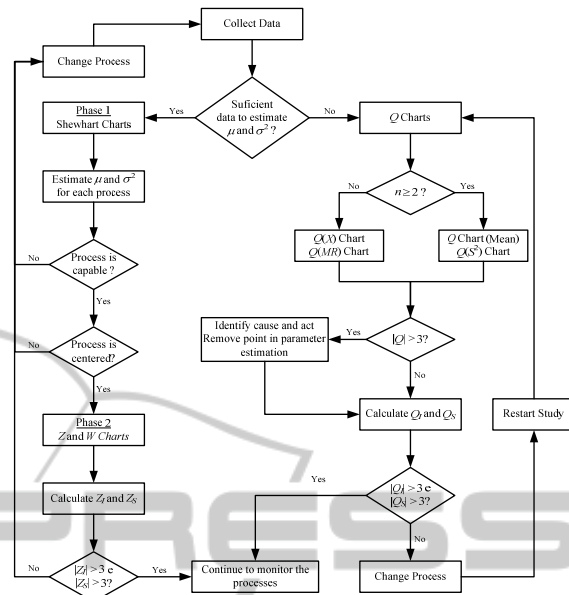 Collect Data
Change Process
Phase 1
Shewhart Charts
Yes
Suficient
data to estimate
μ and σ² ?
No
Q Charts
Estimate μ and σ²
for each process
n ≥ 2 ?
No
Yes
Q(X) Chart
Q(MR) Chart
Q Chart (Mean)
Q(S²) Chart
No
Process is
capable ?
Yes
Identify cause and act
Remove point in parameter
estimation
Yes
|Q| > 3?
No
No
Process is
centered?
Yes
Calculate Q_I and Q_S
Restart Study
Phase 2
Z and W Charts
Calculate Z_I and Z_S
Yes
|Q_I| > 3 e
|Q_S| > 3?
No
No
|Z_I| > 3 e
|Z_S| > 3?
Yes
Continue to monitor the
processes
Change Process
PRESS